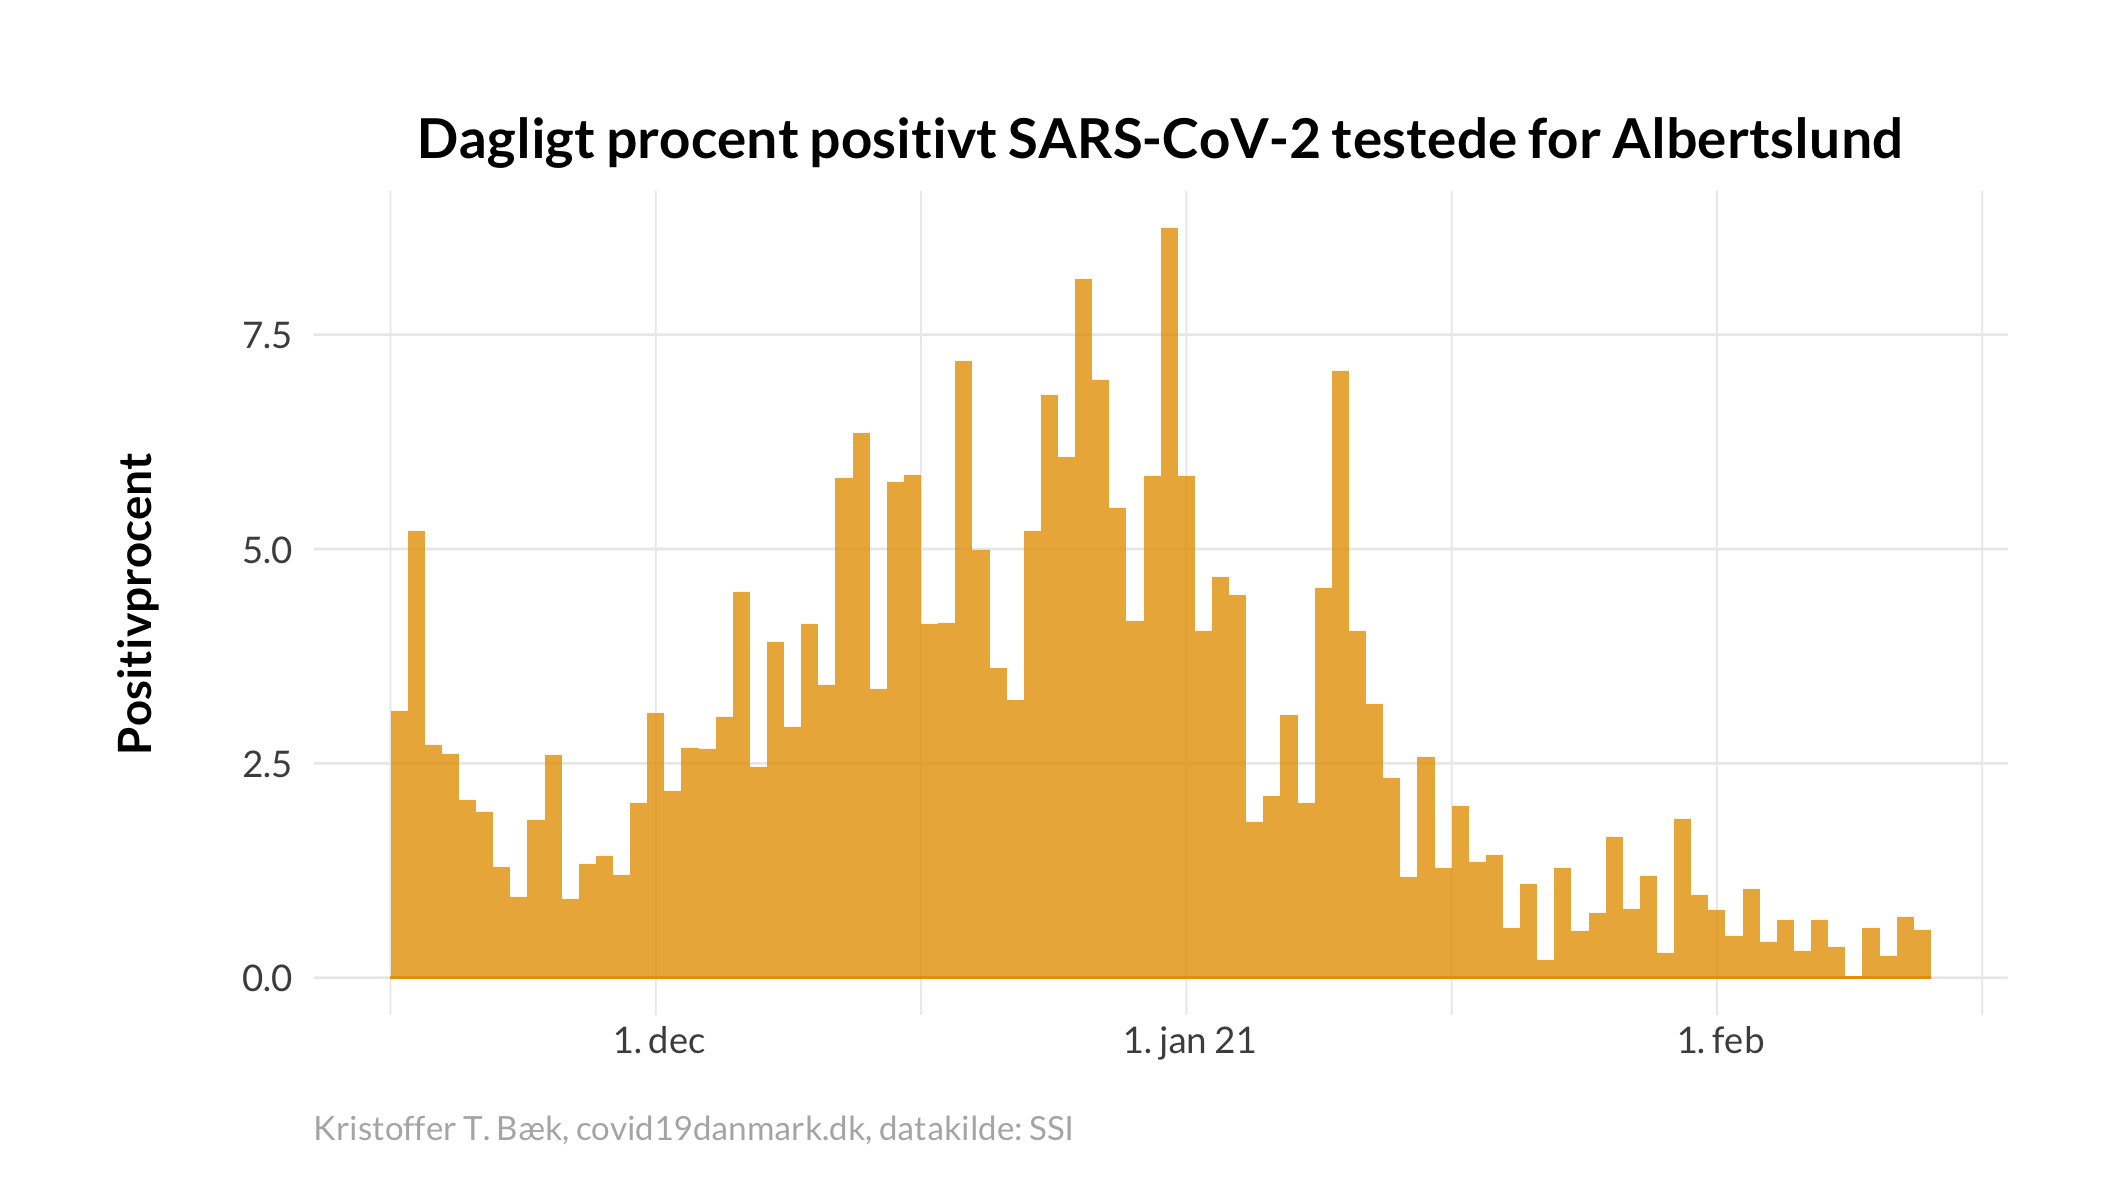 Dagligt procent positivt SARS-CoV-2 testede for Albertslund
Positivprocent
7.5
5.0
2.5
0.0
1. dec
1. jan 21
1. feb
Kristoffer T. Bæk, covid19danmark.dk, datakilde: SSI